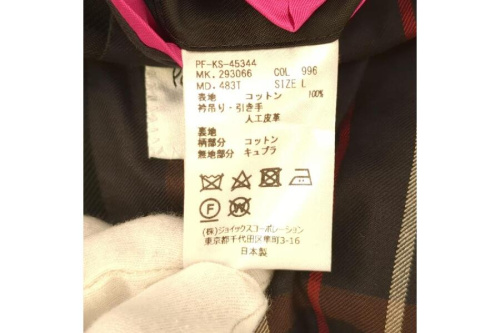 PF-KS-45344
MK. 293066 COL 996
MD. 483T SIZE L
表地 コットン 100%
衿吊り・引き手
人工皮革
裏地
柄部分 コットン
無地部分 キュプラ
F W
(株)ジョイックスコーポレーション
東京都千代田区隼町3-16
日本製